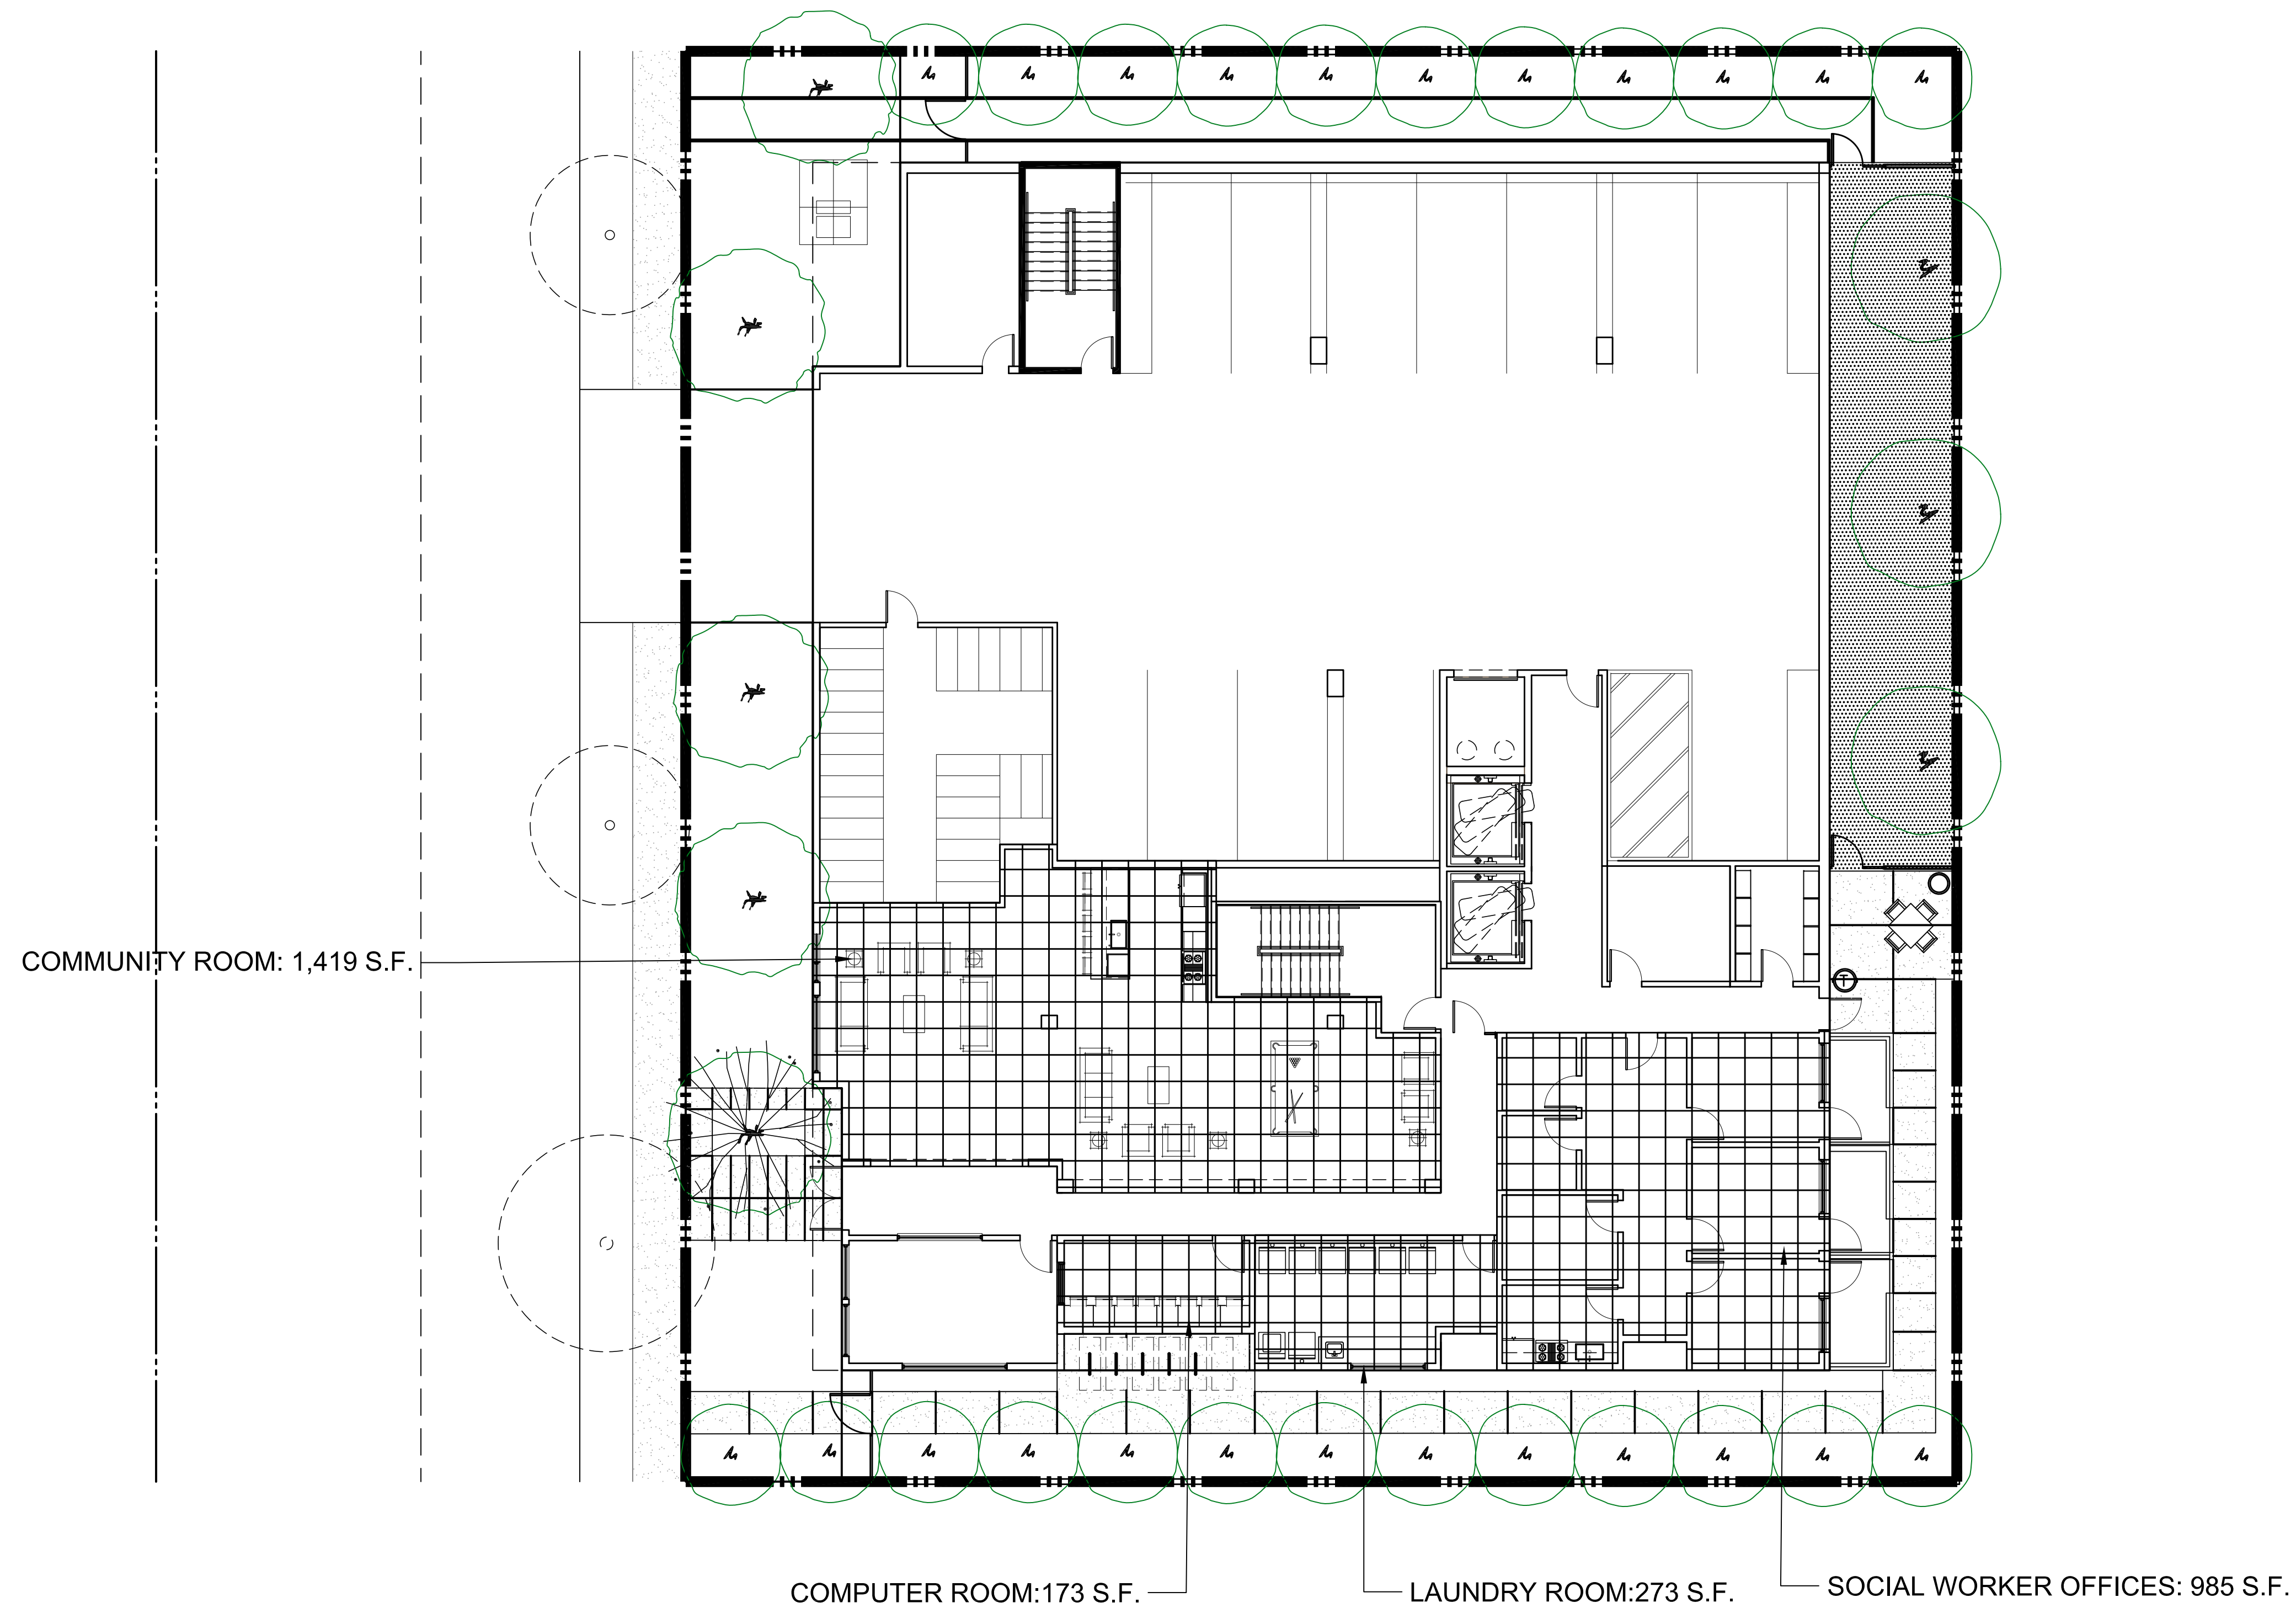 COMMUNITY ROOM: 1,419 S.F.
COMPUTER ROOM:173 S.F.
LAUNDRY ROOM:273 S.F.
SOCIAL WORKER OFFICES: 985 S.F.